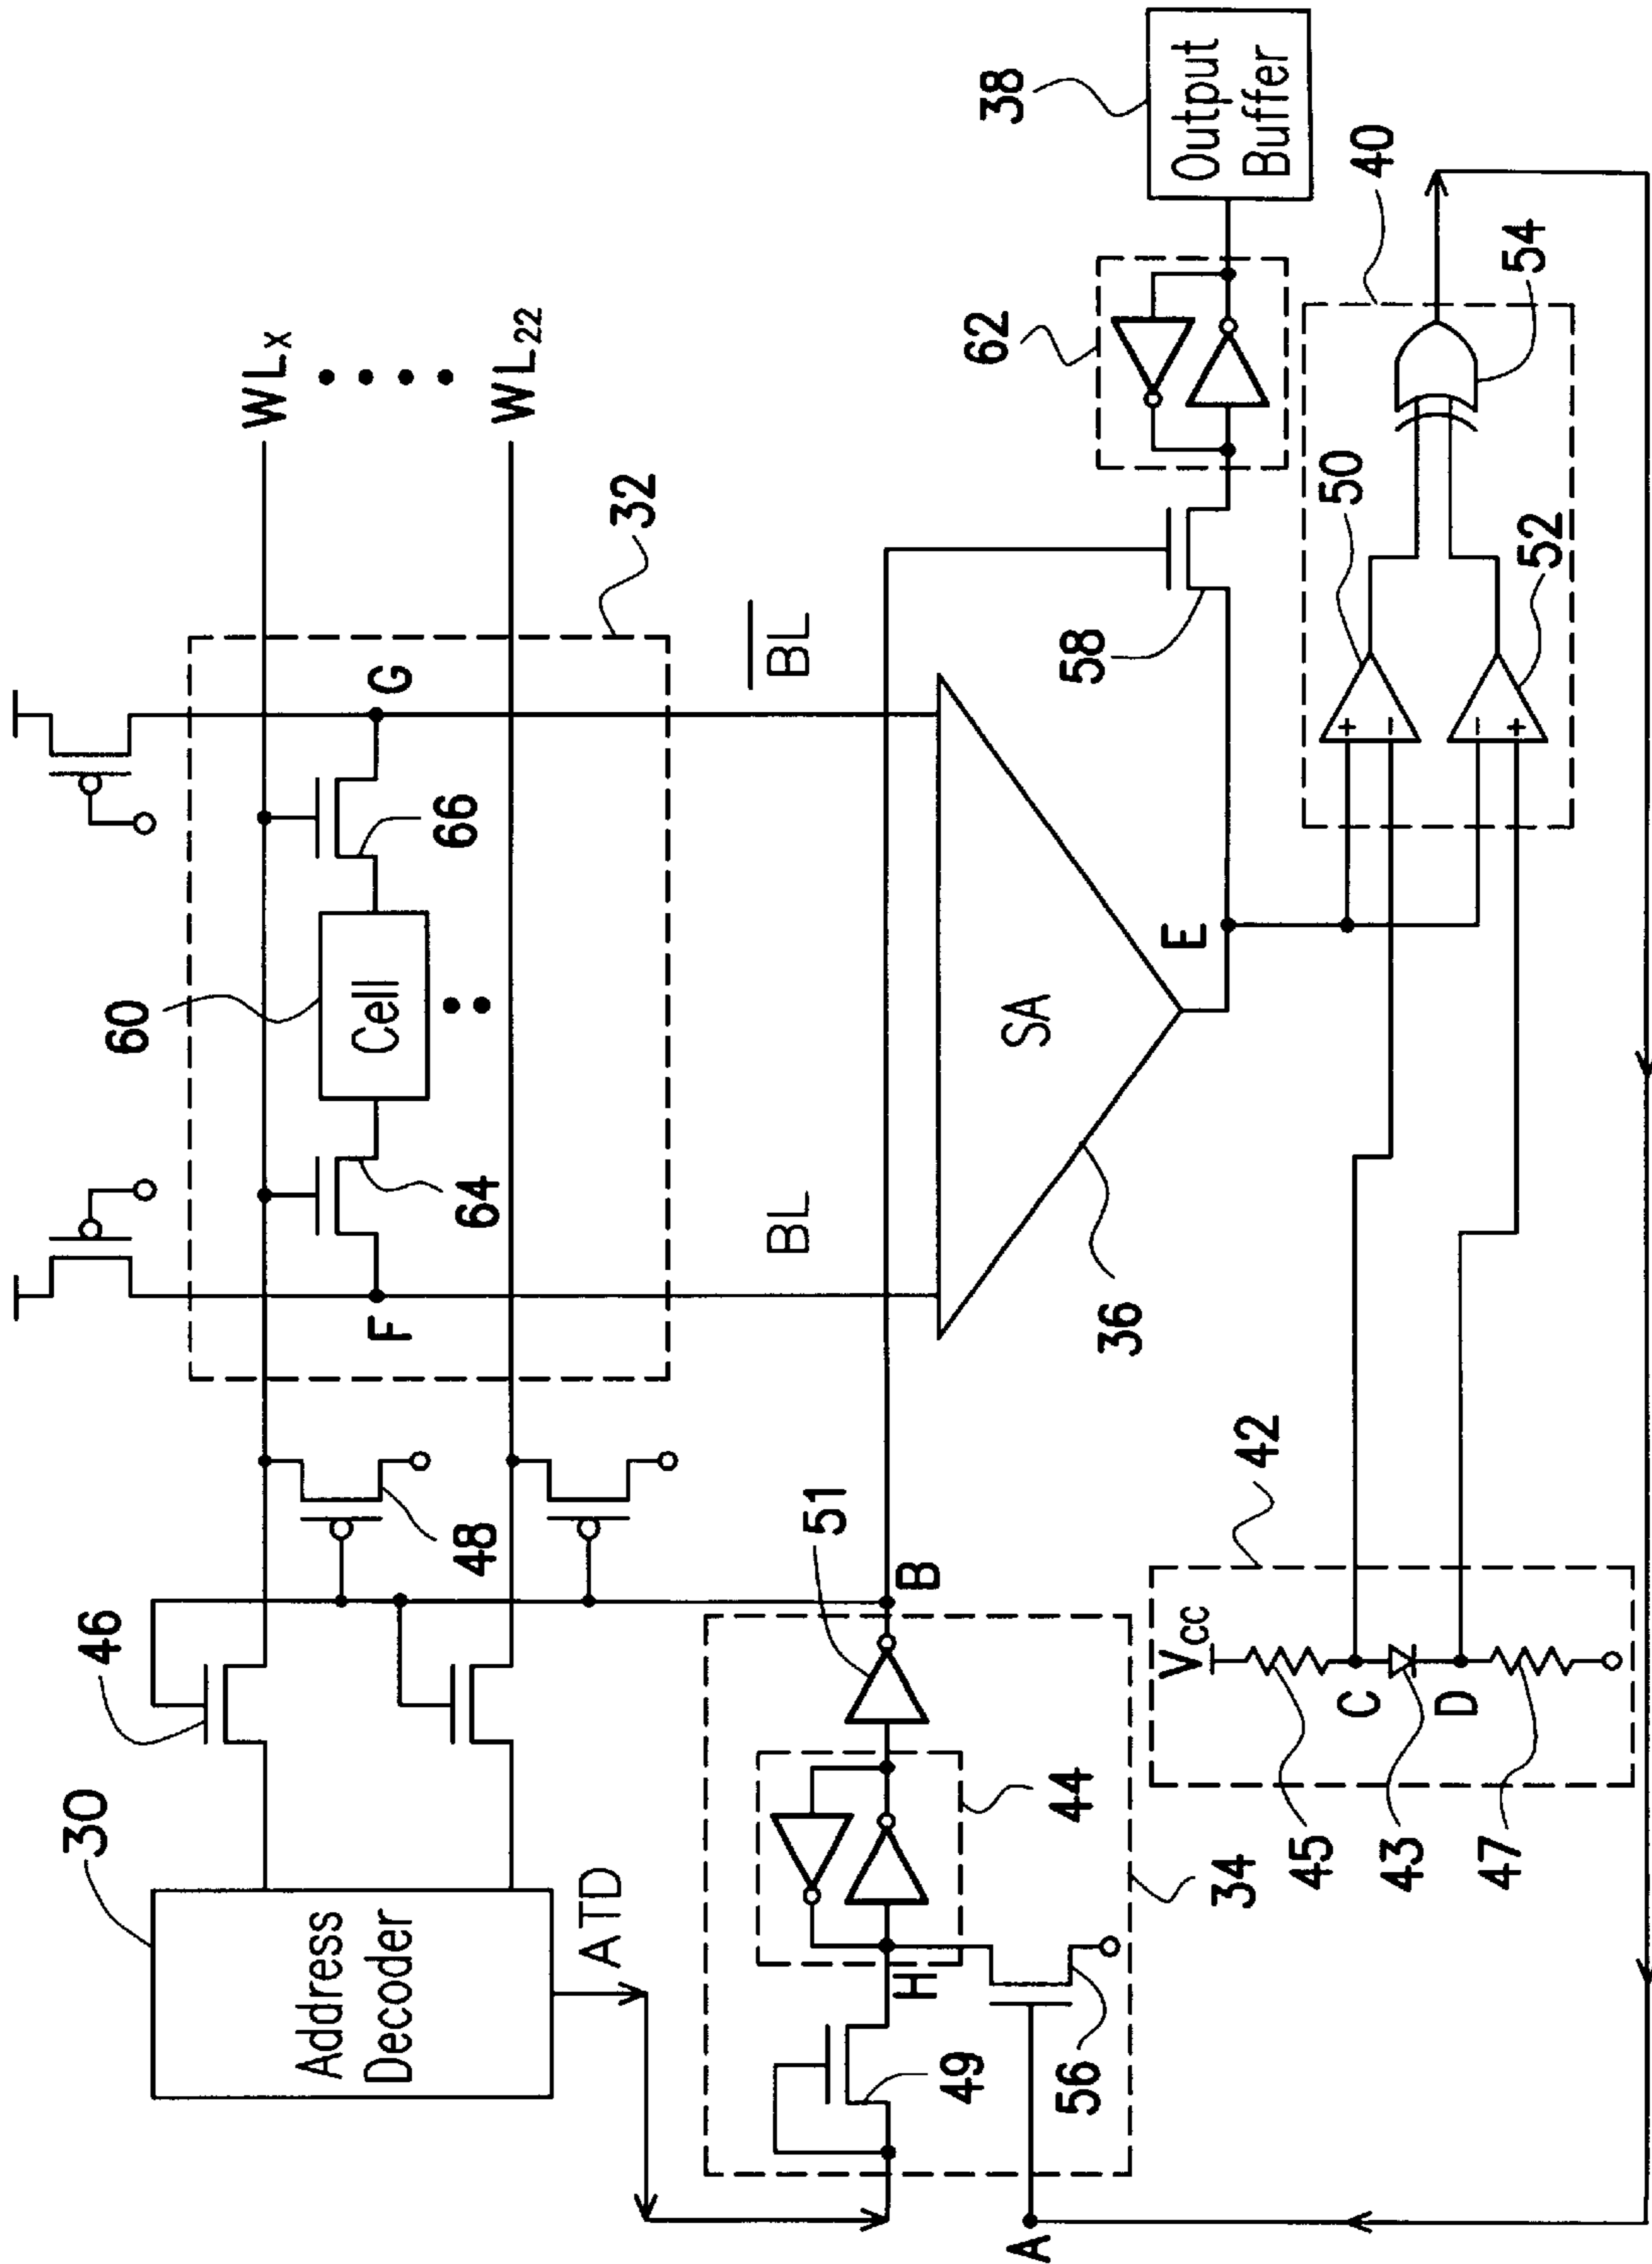 30
Address
Decoder
ATD
46
48
WLX
WL22
60
Cell
64
66
F
G
32
BL
BL
SA
36
E
B
51
44
34
H
49
56
A
42
VCC
C
D
45
43
47
58
62
38
Output
Buffer
40
50
52
54
+
−
−
+